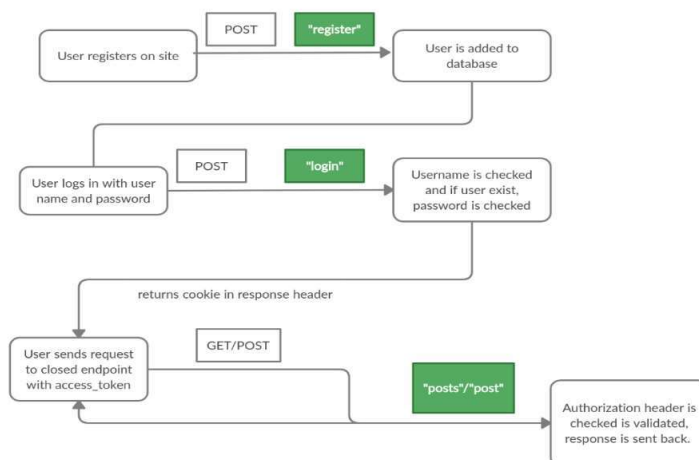 POST
"register"
User registers on site
User is added to
database
POST
"login"
User logs in with user
name and password
Username is checked
and if user exist,
password is checked
returns cookie in response header
GET/POST
User sends request
to closed endpoint
with access_token
"posts"/"post"
Authorization header is
checked is validated,
response is sent back.